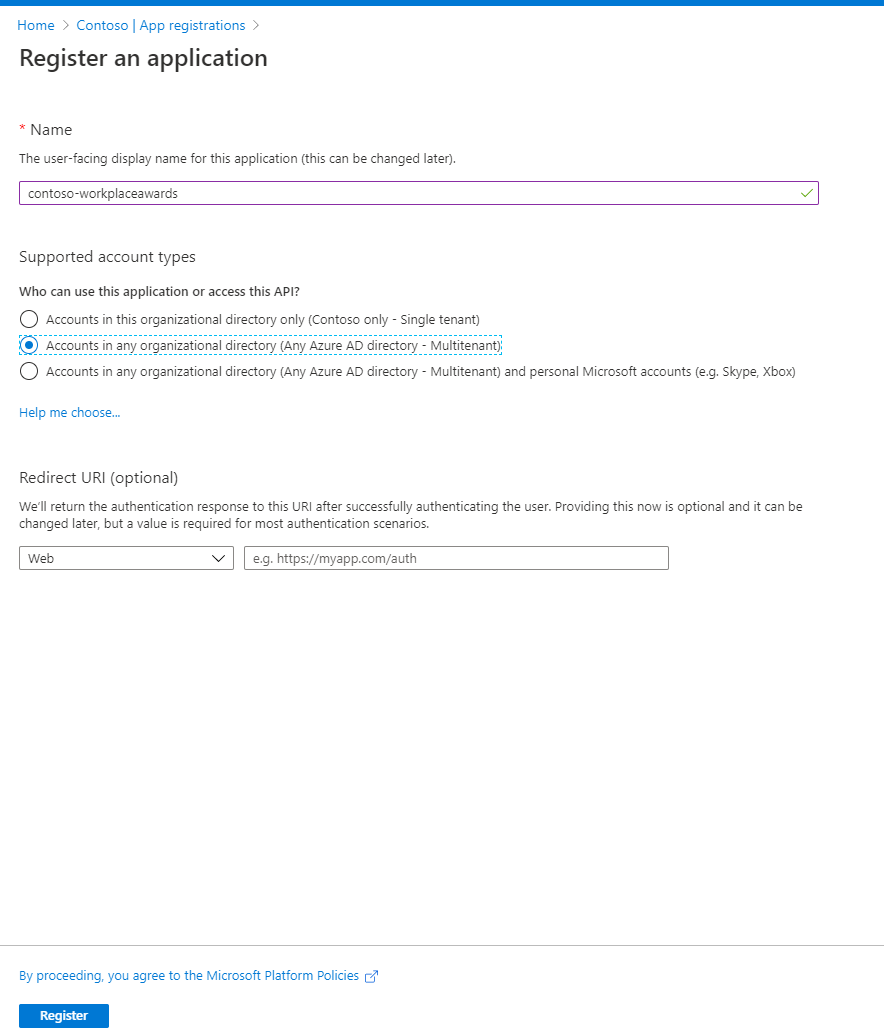 Home > Contoso | App registrations >
Register an application
* Name
The user-facing display name for this application (this can be changed later).
contoso-workplaceawards
Supported account types
Who can use this application or access this API?
Accounts in this organizational directory only (Contoso only - Single tenant)
Accounts in any organizational directory (Any Azure AD directory - Multitenant)
Accounts in any organizational directory (Any Azure AD directory - Multitenant) and personal Microsoft accounts (e.g. Skype, Xbox)
Help me choose...
Redirect URI (optional)
We'll return the authentication response to this URI after successfully authenticating the user. Providing this now is optional and it can be
changed later, but a value is required for most authentication scenarios.
Web
e.g. https://myapp.com/auth
By proceeding, you agree to the Microsoft Platform Policies
Register